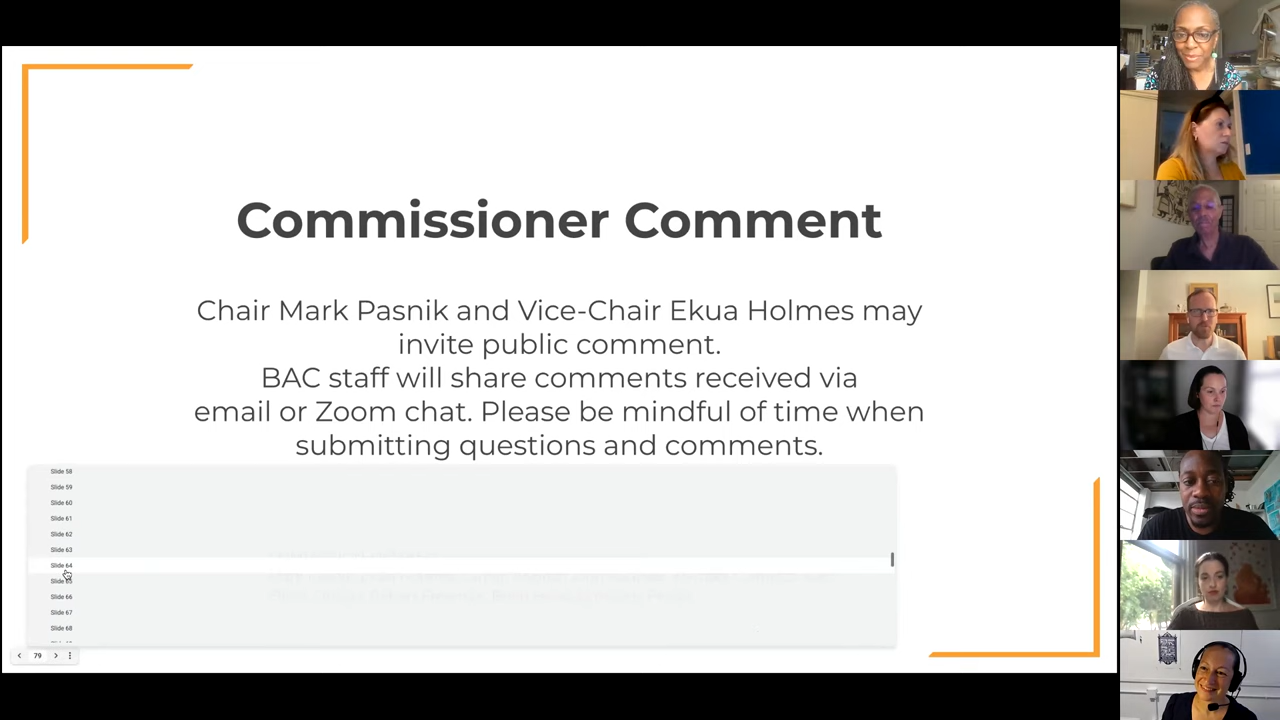 Commissioner Comment
Chair Mark Pasnik and Vice-Chair Ekua Holmes may
invite public comment.
BAC staff will share comments received via
email or Zoom chat. Please be mindful of time when
submitting questions and comments.
Slide 58
Slide 59
Slide 60
Slide 61
Slide 62
Slide 63
Slide 64
Slide 65
Slide 66
Slide 67
Slide 68
79